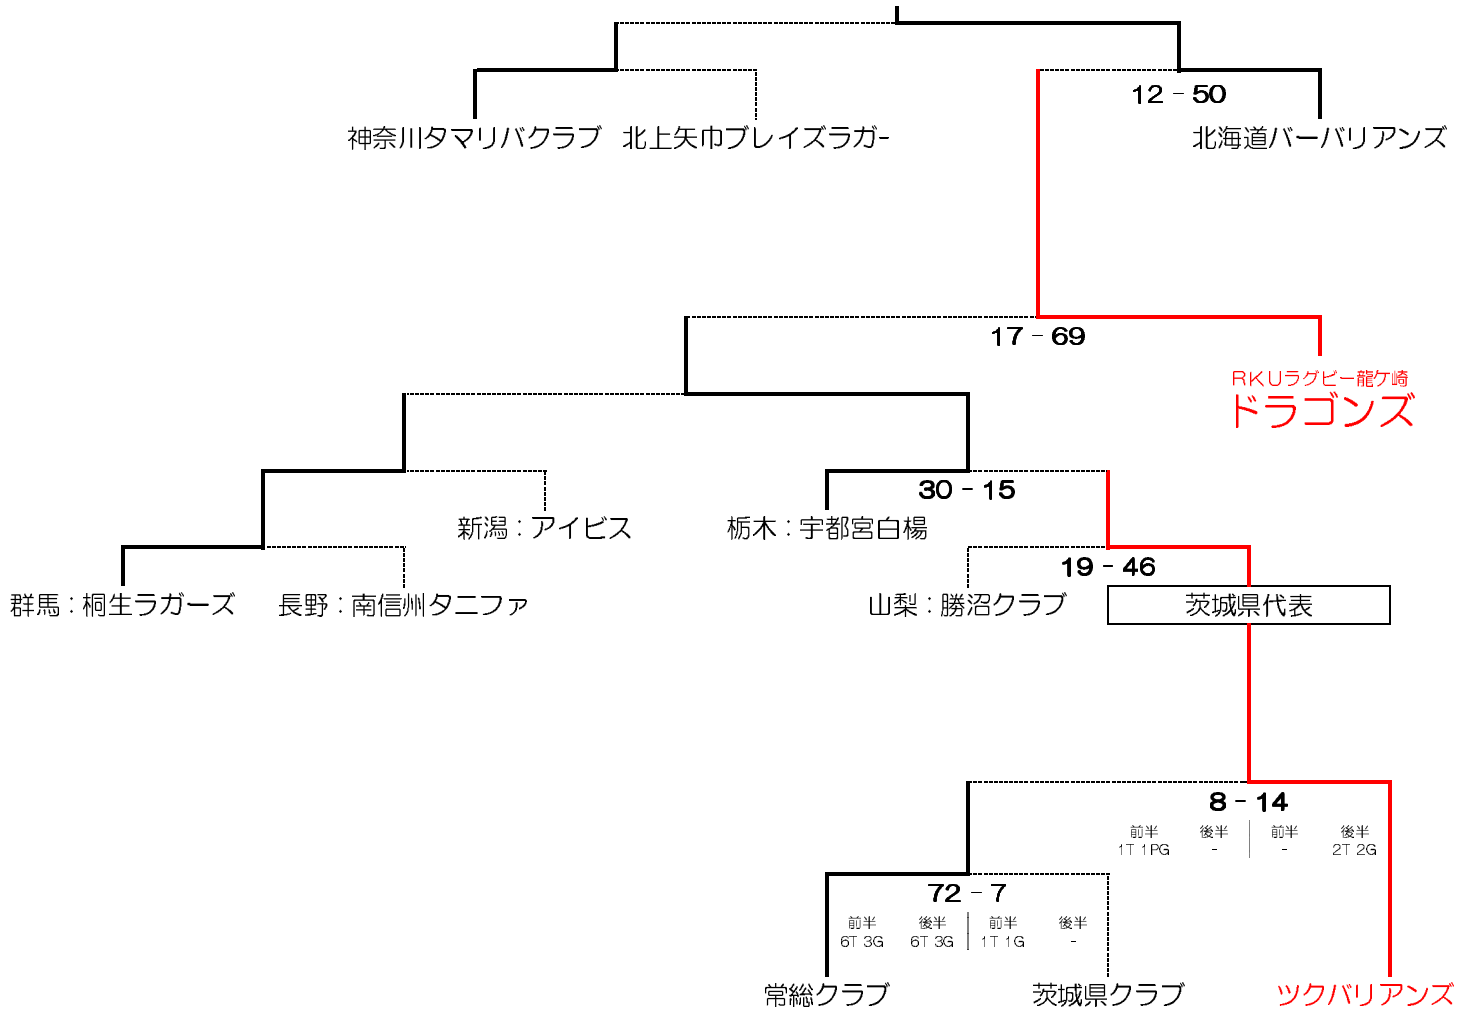 12 - 50
神奈川タマリバクラブ 北上矢巾ブレイズラガー 北海道バーバリアンズ
17 - 69
RKUラグビー龍ケ崎
ドラゴンズ
30 - 15
新潟：アイビス 栃木：宇都宮白楊
19 - 46
群馬：桐生ラガーズ 長野：南信州タニファ 山梨：勝沼クラブ 茨城県代表
8 - 14
前半 後半 前半 後半
1T 1PG - - 2T 2G
72 - 7
前半 後半 前半 後半
6T 3G 6T 3G 1T 1G -
常総クラブ 茨城県クラブ ツクバリアンズ